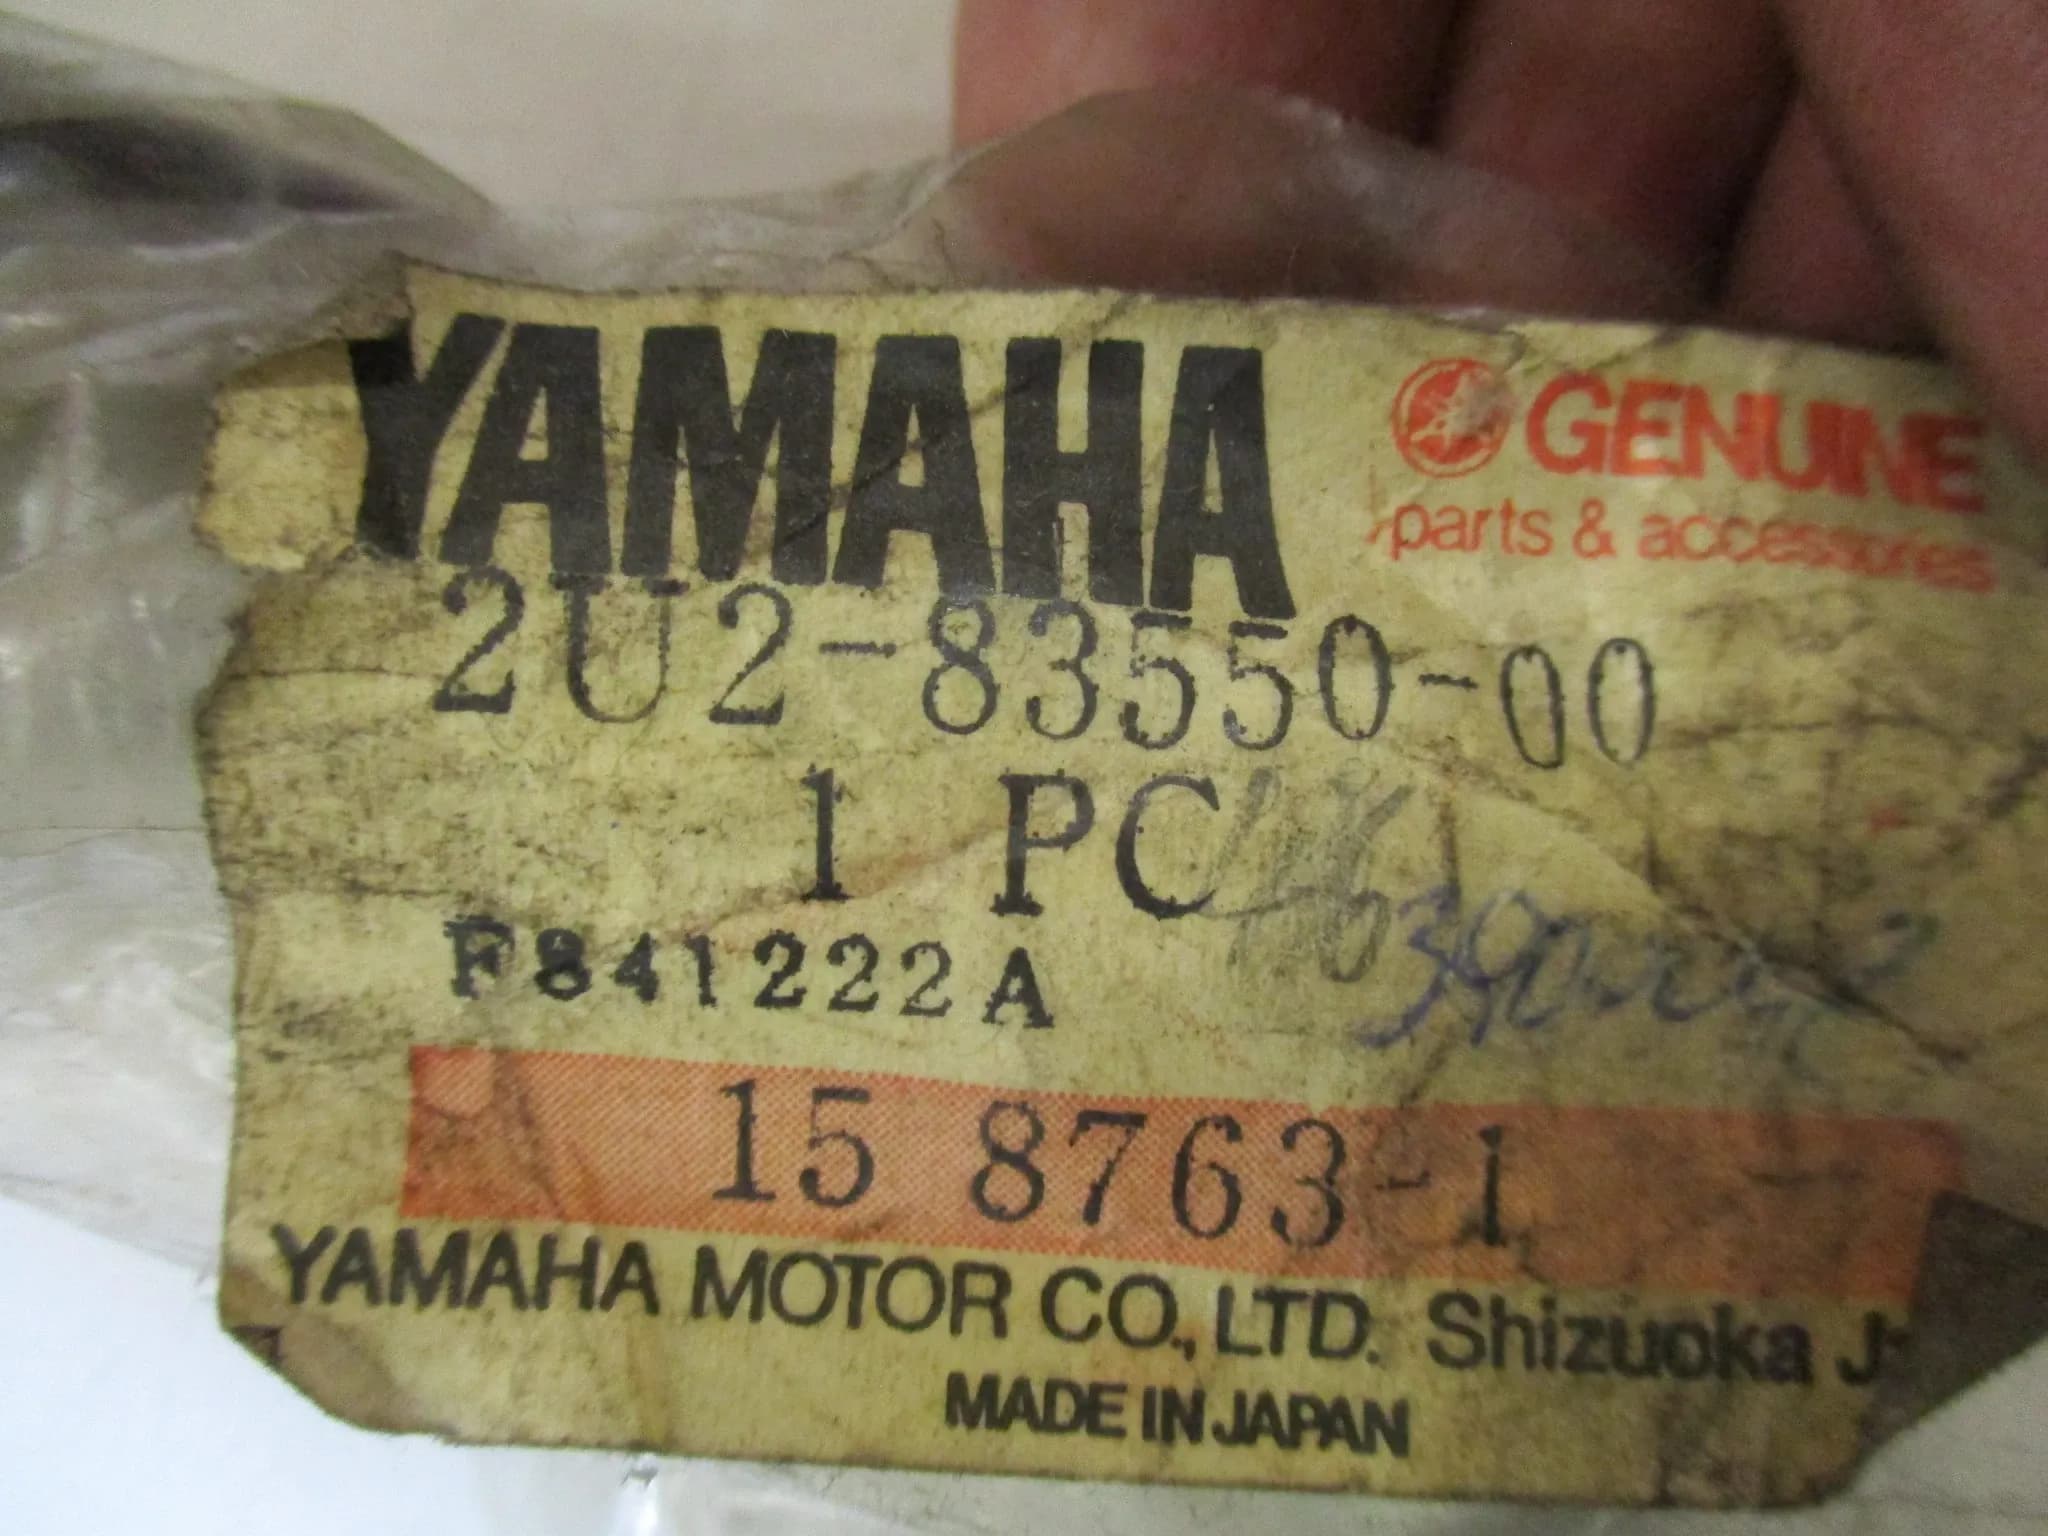 YAMAHA
GENUINE
parts & accessories
2U2-83550-00
1 PC
F841222A
15 8763-1
YAMAHA MOTOR CO., LTD. Shizuoka J
MADE IN JAPAN